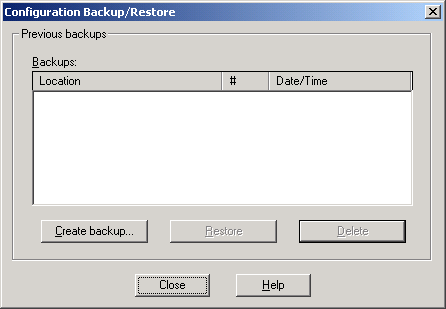 Configuration Backup/Restore
Previous backups
Backups:
Location # Date/Time
Create backup... Restore Delete
Close Help